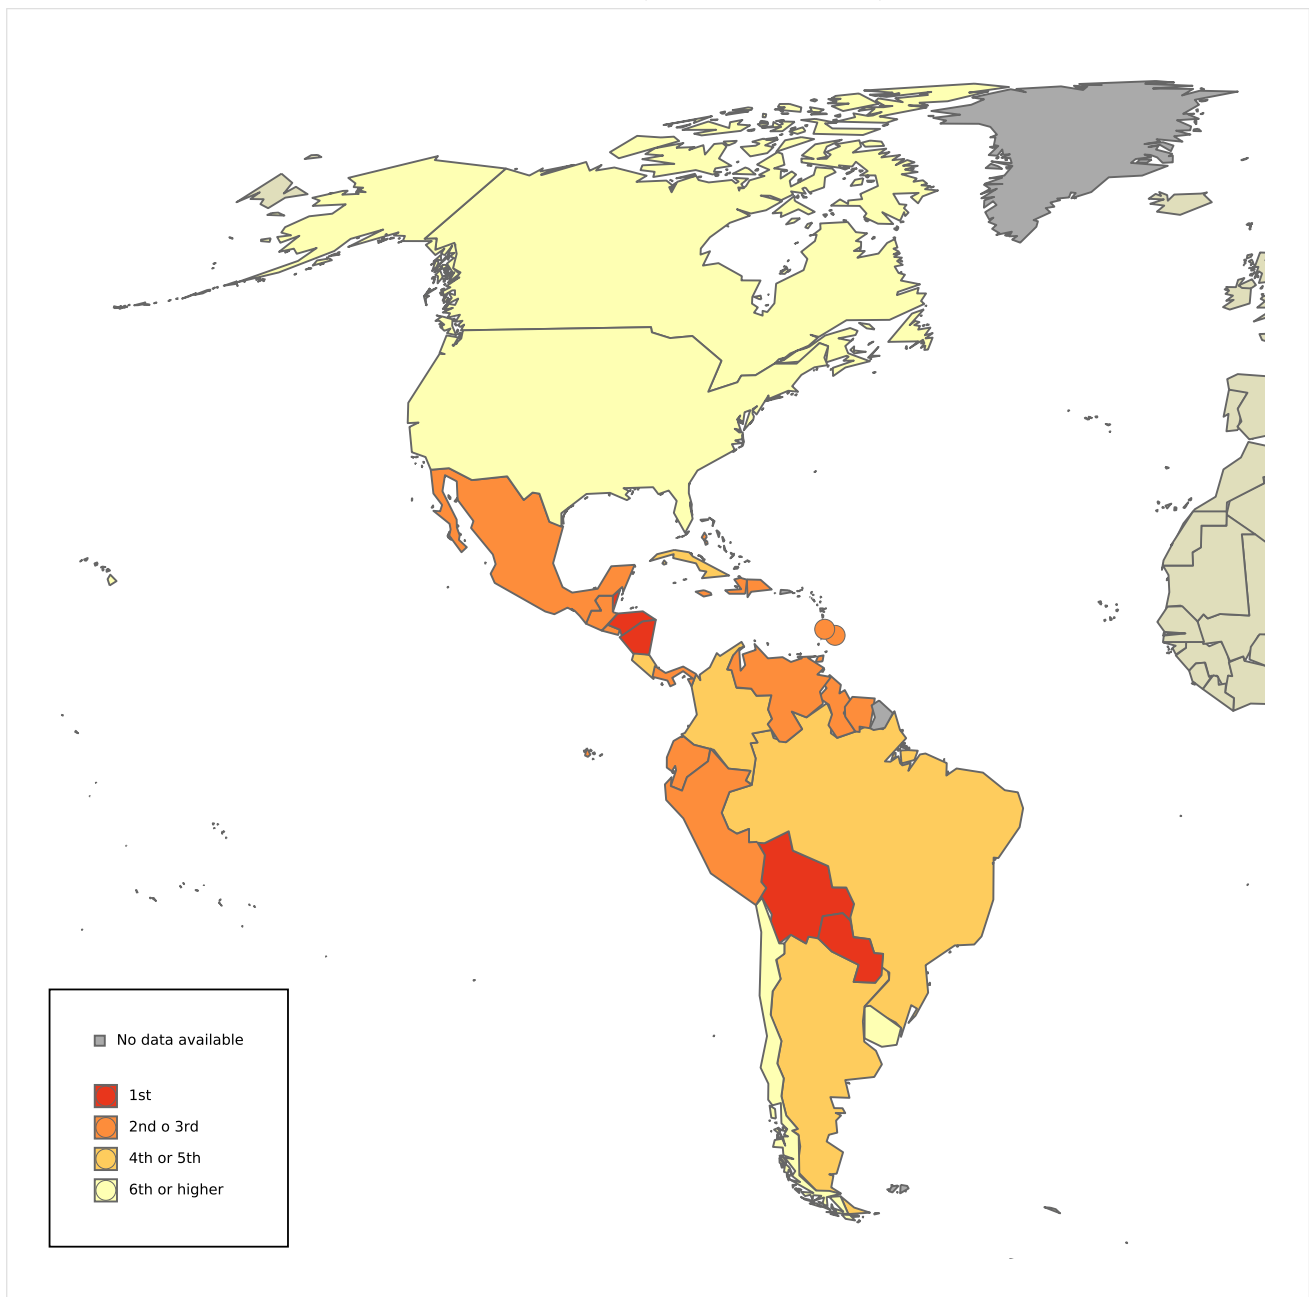 No data available
1st
2nd o 3rd
4th or 5th
6th or higher